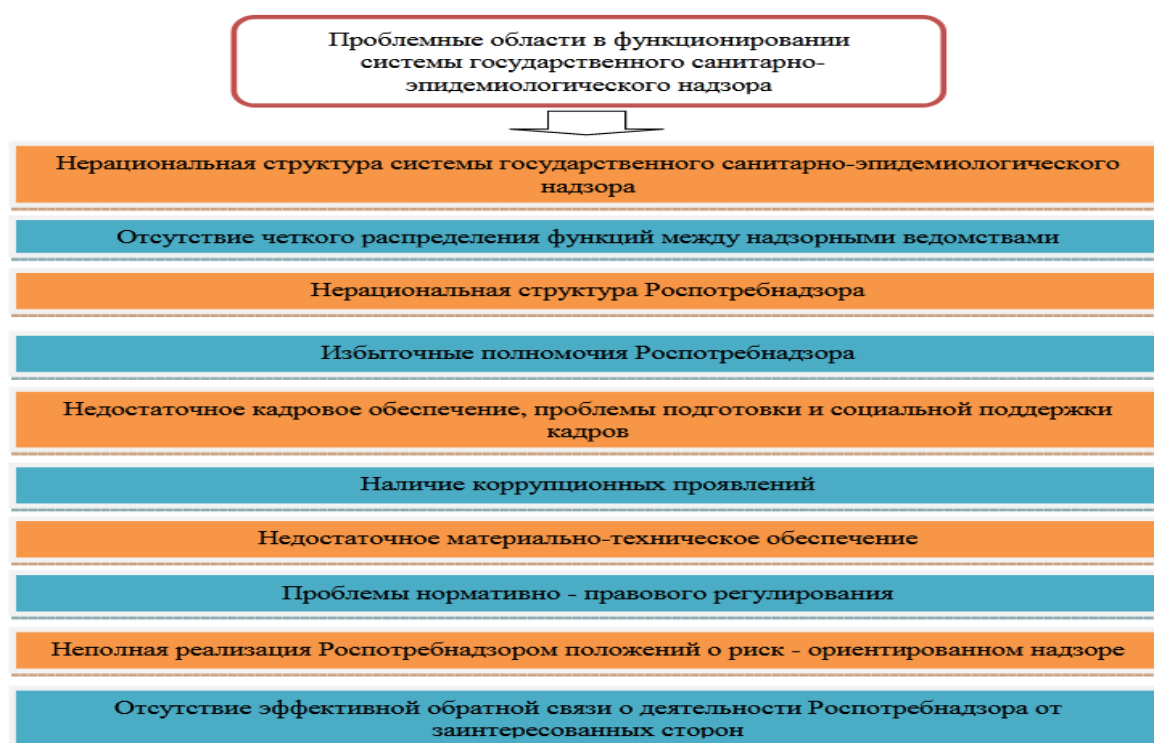 Проблемные области в функционировании
системы государственного санитарно-
эпидемиологического надзора
Нерациональная структура системы государственного санитарно-эпидемиологического
надзора
Отсутствие четкого распределения функций между надзорными ведомствами
Нерациональная структура Роспотребнадзора
Избыточные полномочия Роспотребнадзора
Недостаточное кадровое обеспечение, проблемы подготовки и социальной поддержки
кадров
Наличие коррупционных проявлений
Недостаточное материально-техническое обеспечение
Проблемы нормативно - правового регулирования
Неполная реализация Роспотребнадзором положений о риск - ориентированном надзоре
Отсутствие эффективной обратной связи о деятельности Роспотребнадзора от
заинтересованных сторон